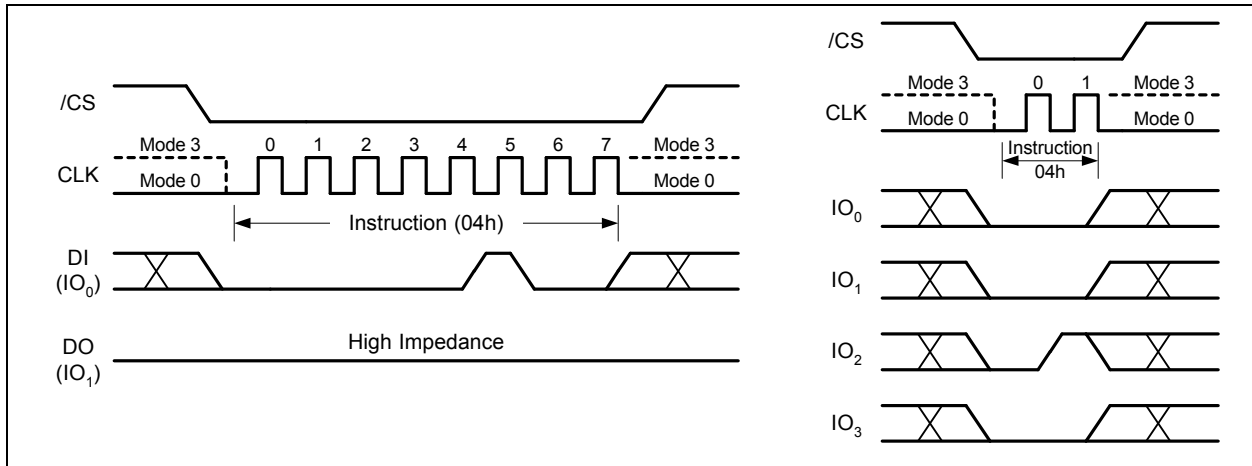 /CS
Mode 3 0 1 2 3 4 5 6 7 Mode 3
CLK
Mode 0 Mode 0
Instruction (04h)
DI
(IO0)
DO
(IO1)
High Impedance
/CS
Mode 3 0 1 Mode 3
CLK
Mode 0 Mode 0
Instruction
04h
IO0
IO1
IO2
IO3